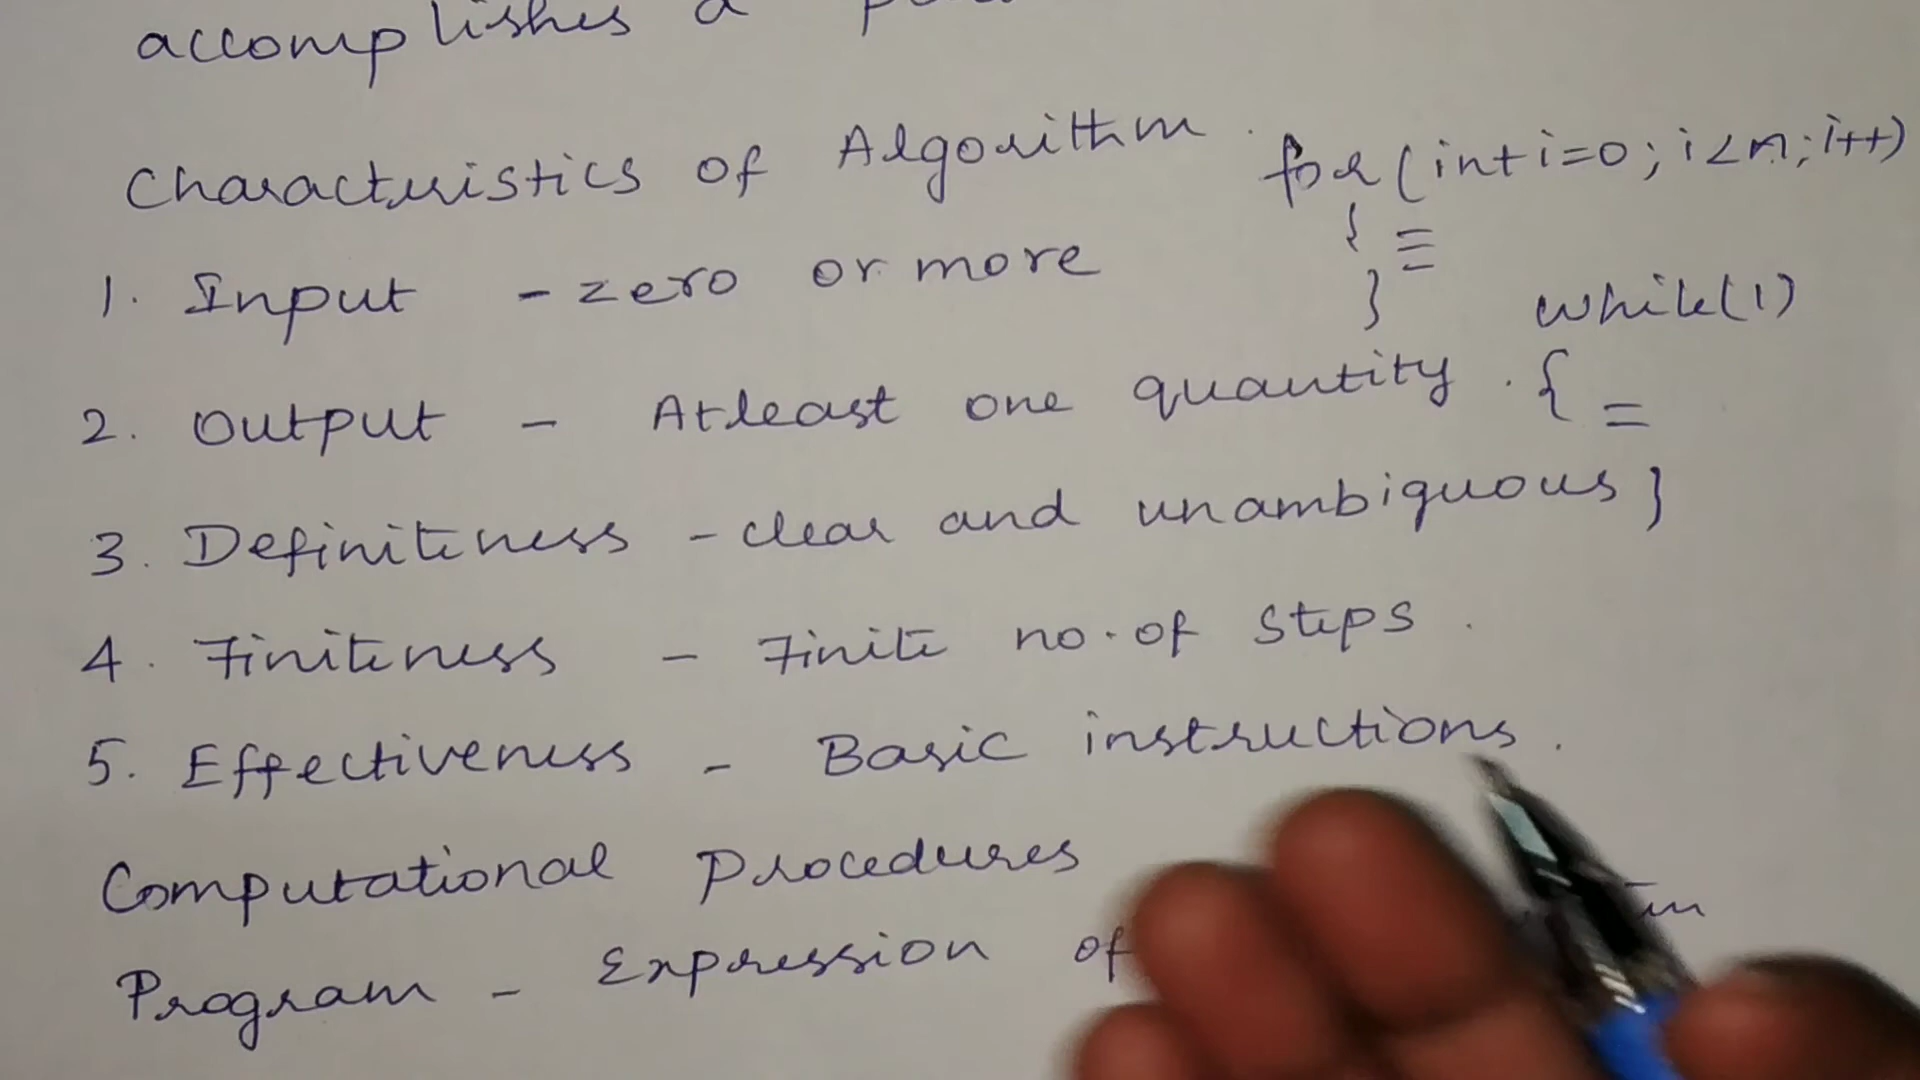 accomplishes a
Characteristics of Algorithm.
for(int i=0; i<n; i++)
{ =
}
1. Input - zero or more
while(1)
{ =
}
2. Output - Atleast one quantity.
3. Definiteness - clear and unambiguous
4. Finiteness - Finite no. of steps.
5. Effectiveness - Basic instructions.
Computational Procedures
Program - Expression of